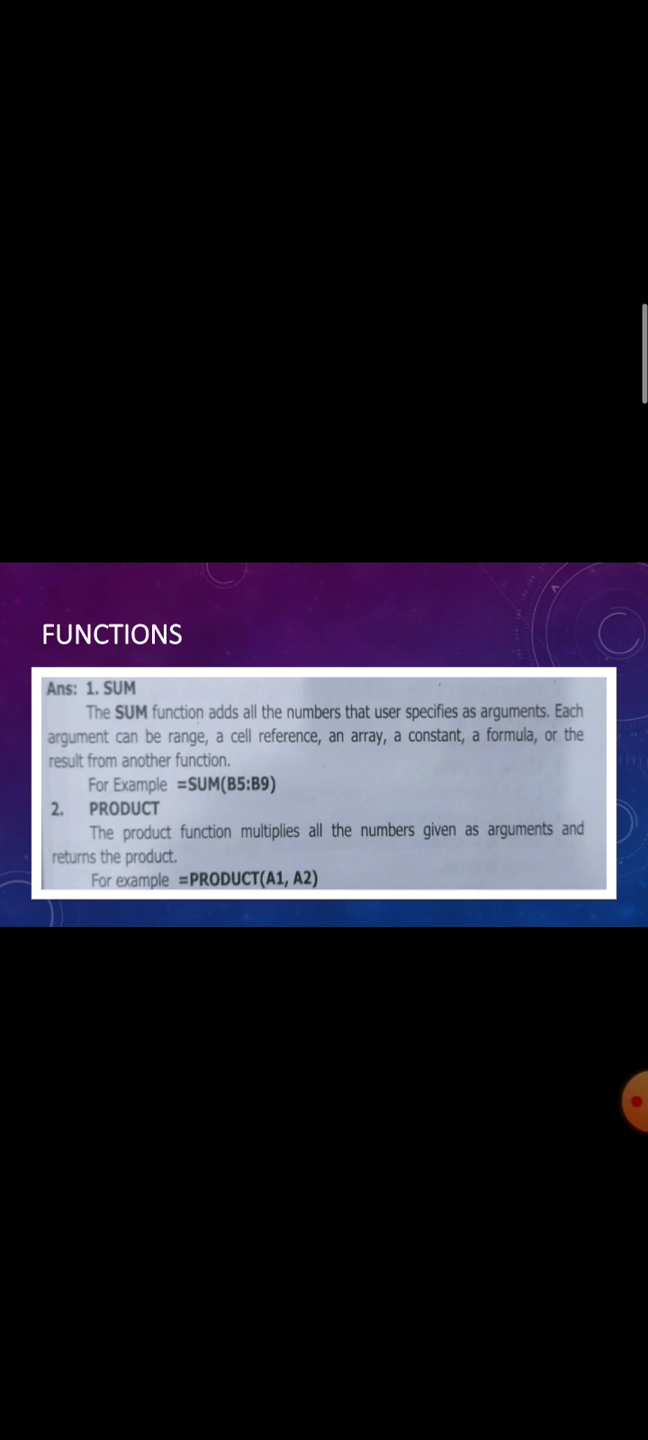 FUNCTIONS
Ans: 1. SUM
The SUM function adds all the numbers that user specifies as arguments. Each
argument can be range, a cell reference, an array, a constant, a formula, or the
result from another function.
For Example =SUM(B5:B9)
2. PRODUCT
The product function multiplies all the numbers given as arguments and
returns the product.
For example =PRODUCT(A1, A2)